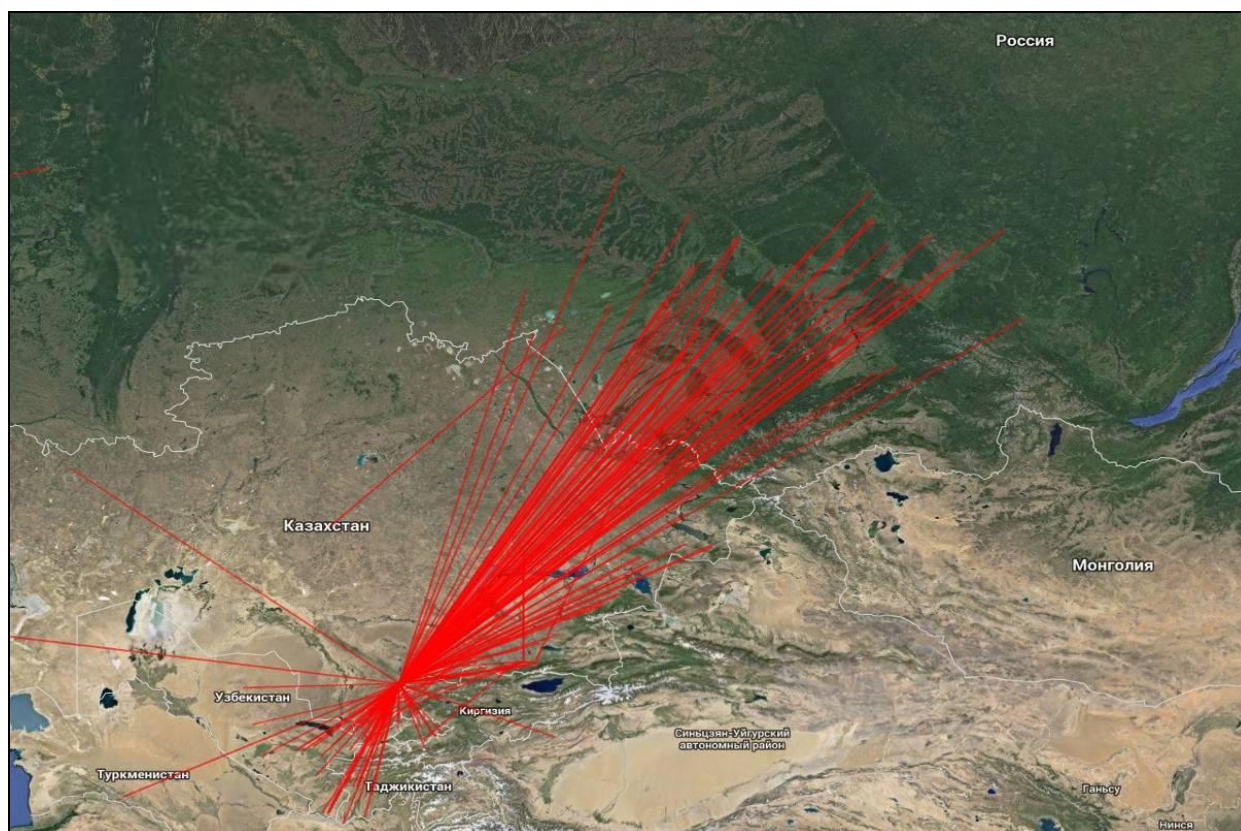 Россия
Казахстан
Монголия
Узбекистан
Киргизия
Синьцзян-Уйгурский
автономный район
Туркменистан
Таджикистан
Ганьсу
Нинся